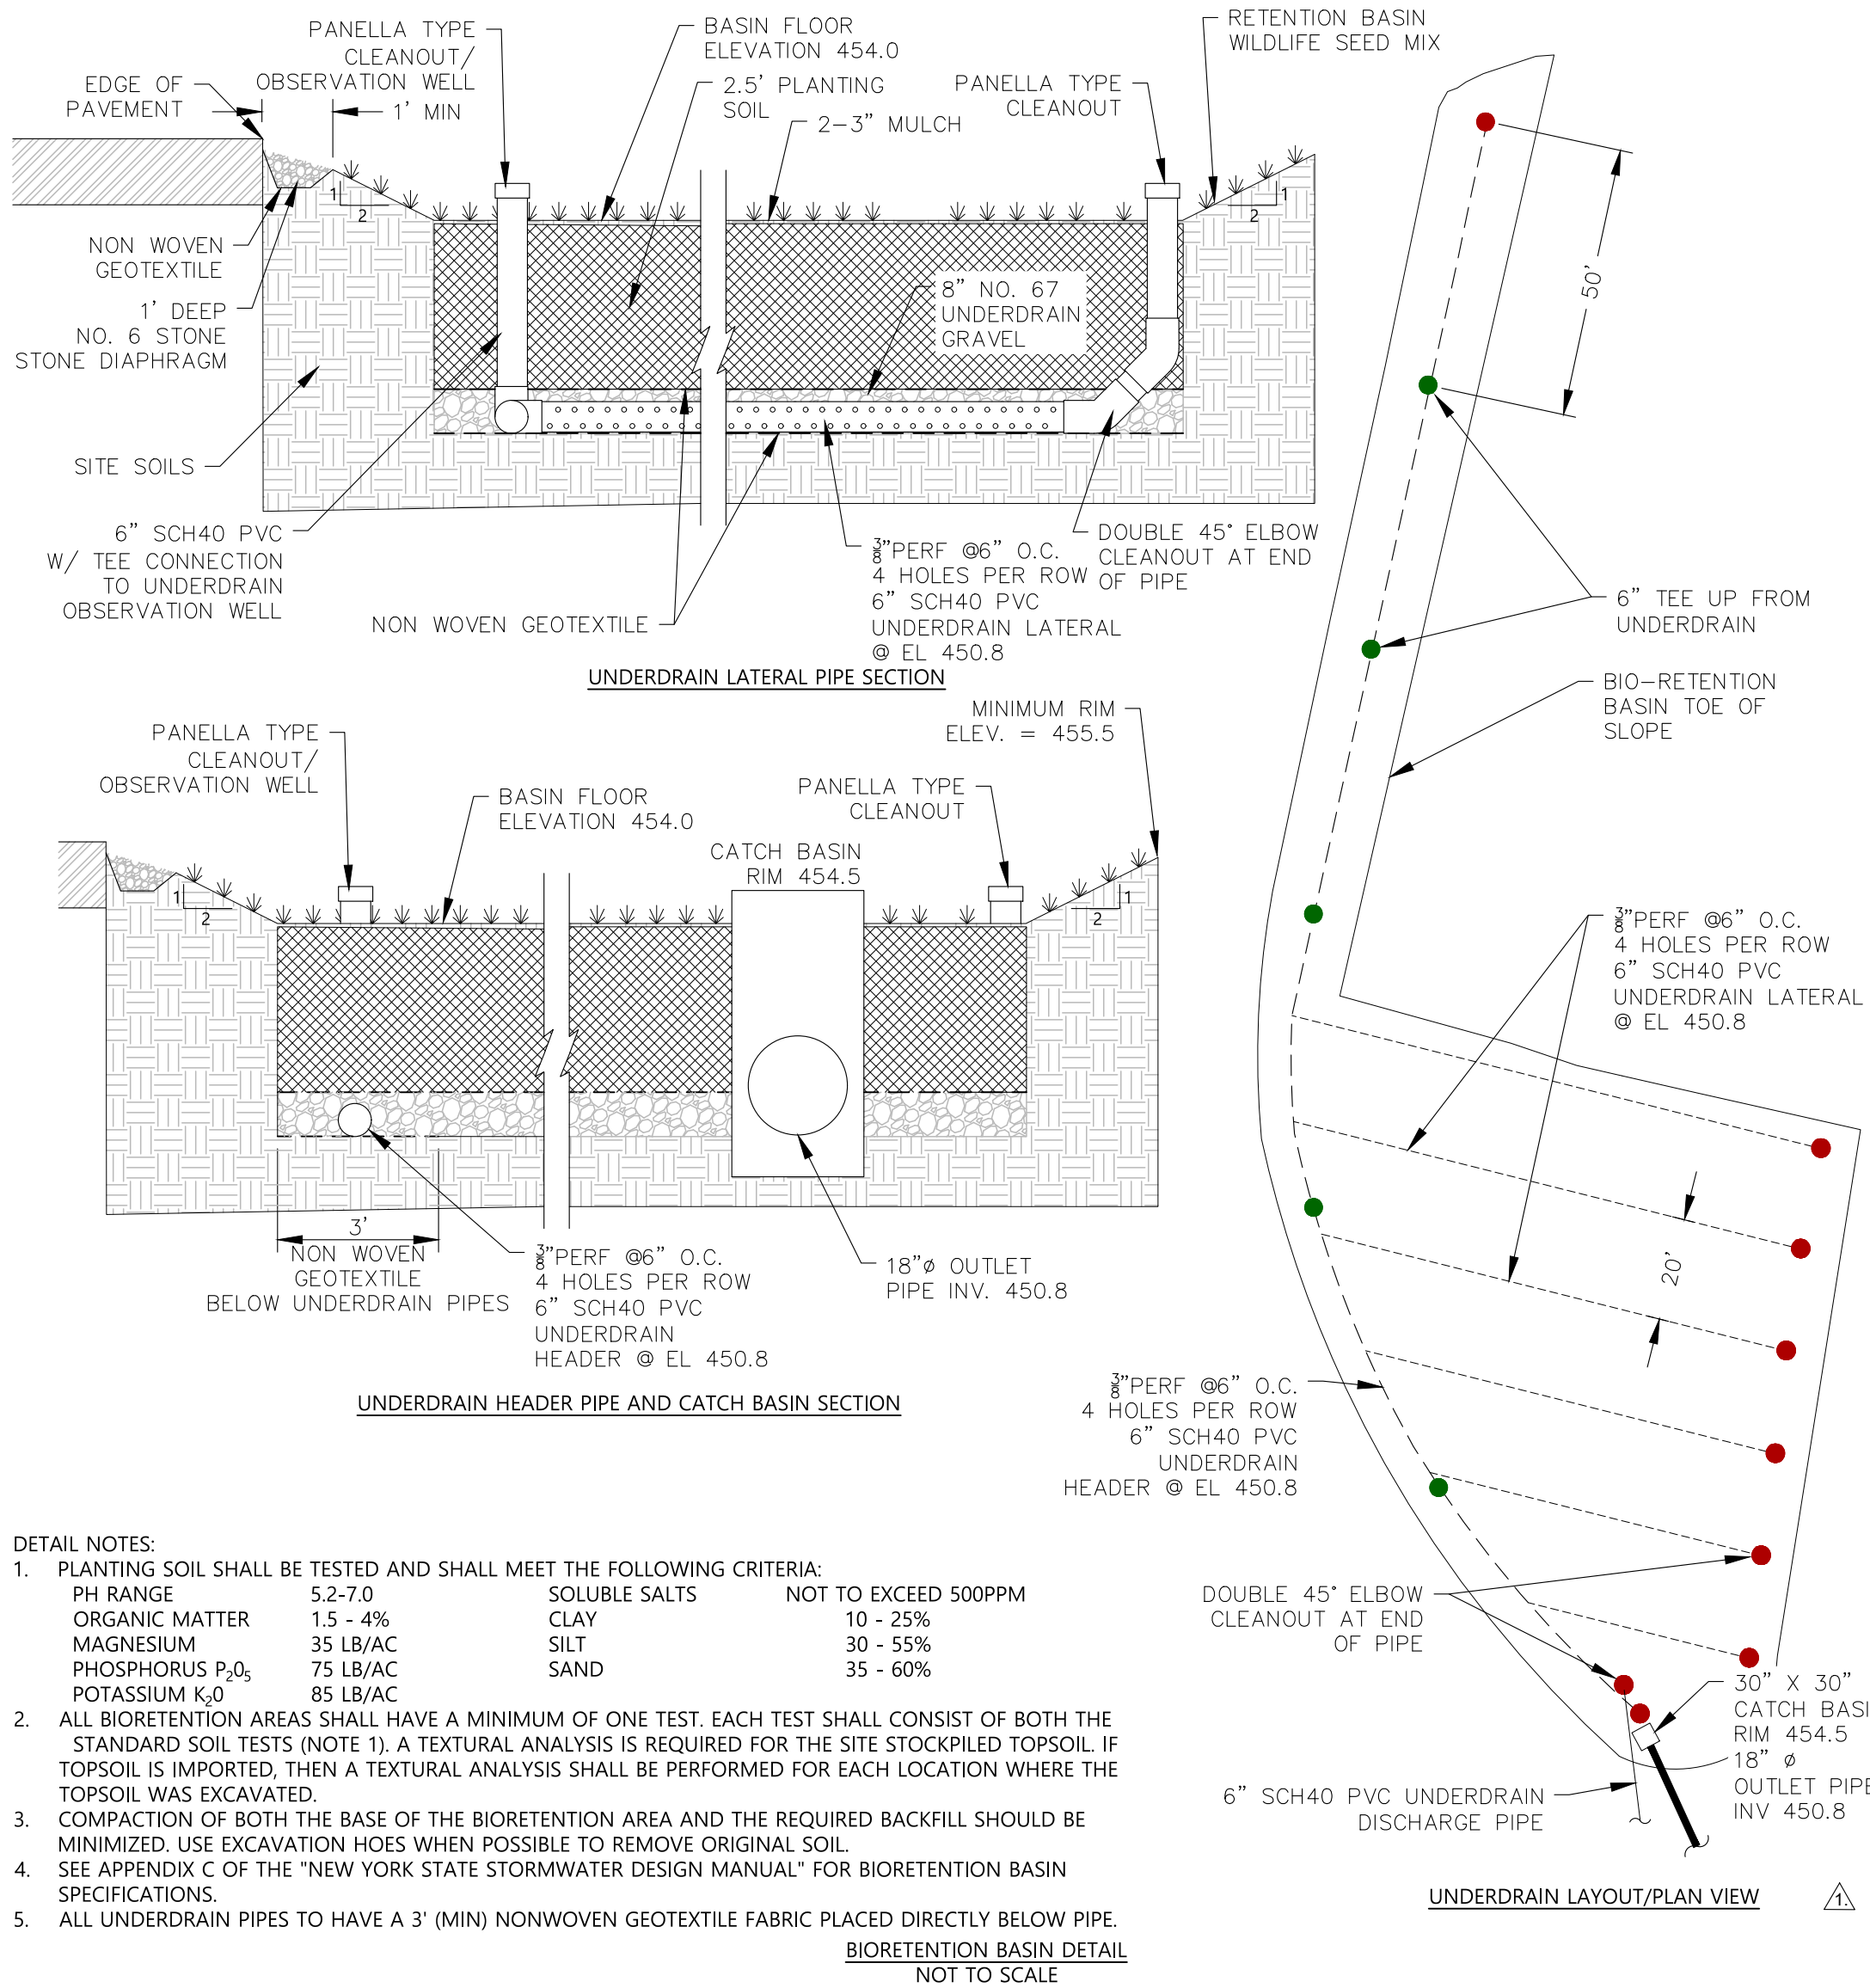 PANELLA TYPE
CLEANOUT/
OBSERVATION WELL
BASIN FLOOR
ELEVATION 454.0
RETENTION BASIN
WILDLIFE SEED MIX
EDGE OF
PAVEMENT
1' MIN
2.5' PLANTING
SOIL
2-3" MULCH
PANELLA TYPE
CLEANOUT
1
2
1
2
NON WOVEN
GEOTEXTILE
1' DEEP
NO. 6 STONE
STONE DIAPHRAGM
8" NO. 67
UNDERDRAIN
GRAVEL
SITE SOILS
6" SCH40 PVC
W/ TEE CONNECTION
TO UNDERDRAIN
OBSERVATION WELL
NON WOVEN GEOTEXTILE
3/8"PERF @6" O.C.
4 HOLES PER ROW
6" SCH40 PVC
UNDERDRAIN LATERAL
@ EL 450.8
DOUBLE 45° ELBOW
CLEANOUT AT END
OF PIPE
UNDERDRAIN LATERAL PIPE SECTION
PANELLA TYPE
CLEANOUT/
OBSERVATION WELL
BASIN FLOOR
ELEVATION 454.0
MINIMUM RIM
ELEV. = 455.5
PANELLA TYPE
CLEANOUT
CATCH BASIN
RIM 454.5
1
2
1
2
3'
NON WOVEN
GEOTEXTILE
BELOW UNDERDRAIN PIPES
3/8"PERF @6" O.C.
4 HOLES PER ROW
6" SCH40 PVC
UNDERDRAIN
HEADER @ EL 450.8
18"ø OUTLET
PIPE INV. 450.8
UNDERDRAIN HEADER PIPE AND CATCH BASIN SECTION
50'
6" TEE UP FROM
UNDERDRAIN
BIO-RETENTION
BASIN TOE OF
SLOPE
3/8"PERF @6" O.C.
4 HOLES PER ROW
6" SCH40 PVC
UNDERDRAIN LATERAL
@ EL 450.8
20'
3/8"PERF @6" O.C.
4 HOLES PER ROW
6" SCH40 PVC
UNDERDRAIN
HEADER @ EL 450.8
DOUBLE 45° ELBOW
CLEANOUT AT END
OF PIPE
30" X 30"
CATCH BASI
RIM 454.5
18" ø
OUTLET PIPE
INV 450.8
6" SCH40 PVC UNDERDRAIN
DISCHARGE PIPE
UNDERDRAIN LAYOUT/PLAN VIEW
1.
DETAIL NOTES:
1. PLANTING SOIL SHALL BE TESTED AND SHALL MEET THE FOLLOWING CRITERIA:
PH RANGE 5.2-7.0 SOLUBLE SALTS NOT TO EXCEED 500PPM
ORGANIC MATTER 1.5 - 4% CLAY 10 - 25%
MAGNESIUM 35 LB/AC SILT 30 - 55%
PHOSPHORUS P₂0₅ 75 LB/AC SAND 35 - 60%
POTASSIUM K₂0 85 LB/AC
2. ALL BIORETENTION AREAS SHALL HAVE A MINIMUM OF ONE TEST. EACH TEST SHALL CONSIST OF BOTH THE
STANDARD SOIL TESTS (NOTE 1). A TEXTURAL ANALYSIS IS REQUIRED FOR THE SITE STOCKPILED TOPSOIL. IF
TOPSOIL IS IMPORTED, THEN A TEXTURAL ANALYSIS SHALL BE PERFORMED FOR EACH LOCATION WHERE THE
TOPSOIL WAS EXCAVATED.
3. COMPACTION OF BOTH THE BASE OF THE BIORETENTION AREA AND THE REQUIRED BACKFILL SHOULD BE
MINIMIZED. USE EXCAVATION HOES WHEN POSSIBLE TO REMOVE ORIGINAL SOIL.
4. SEE APPENDIX C OF THE "NEW YORK STATE STORMWATER DESIGN MANUAL" FOR BIORETENTION BASIN
SPECIFICATIONS.
5. ALL UNDERDRAIN PIPES TO HAVE A 3' (MIN) NONWOVEN GEOTEXTILE FABRIC PLACED DIRECTLY BELOW PIPE.
BIORETENTION BASIN DETAIL
NOT TO SCALE